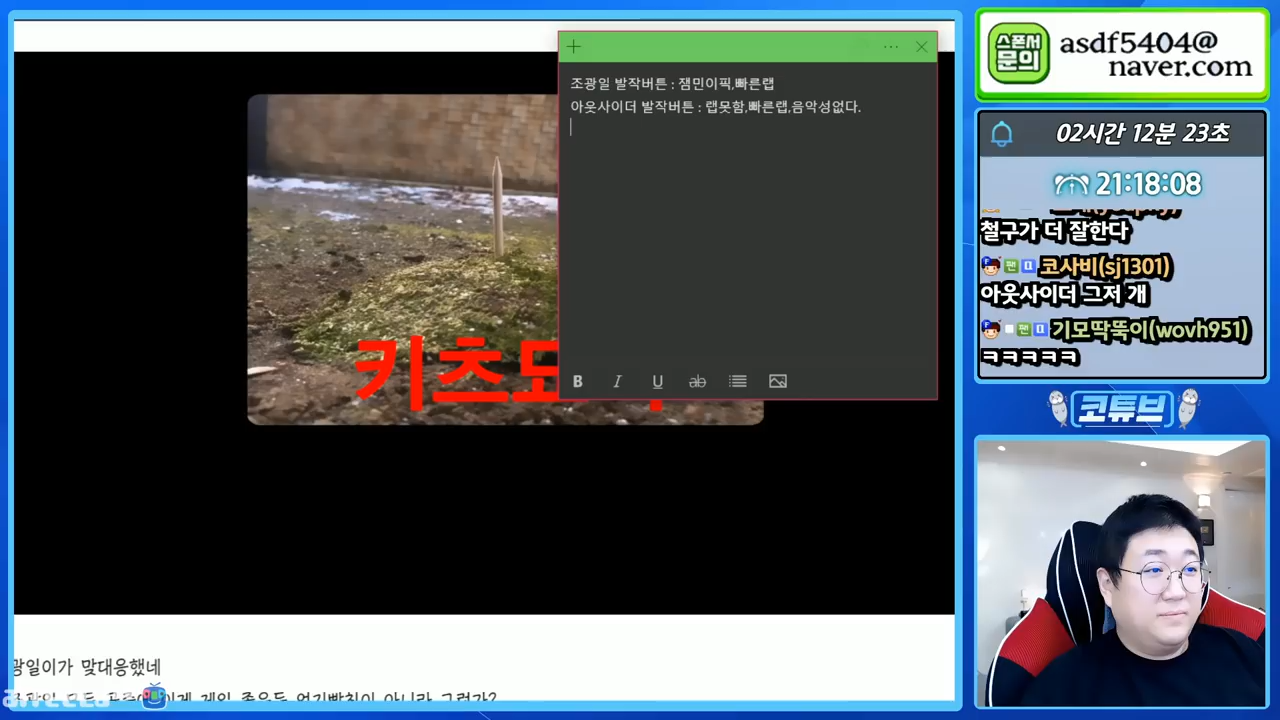 조광일 발작버튼 : 잼민이픽,빠른랩
아웃사이더 발작버튼 : 랩못함,빠른랩,음악성없다.
키츠도
B I U ab
광일이가 맞대응했네
스폰서
문의
asdf5404@
naver.com
02시간 12분 23초
21:18:08
철구가 더 잘한다
팬 코사비(sj1301)
아웃사이더 그저 개
팬 기모딱뚝이(wovh951)
ㅋㅋㅋㅋㅋ
코튜브